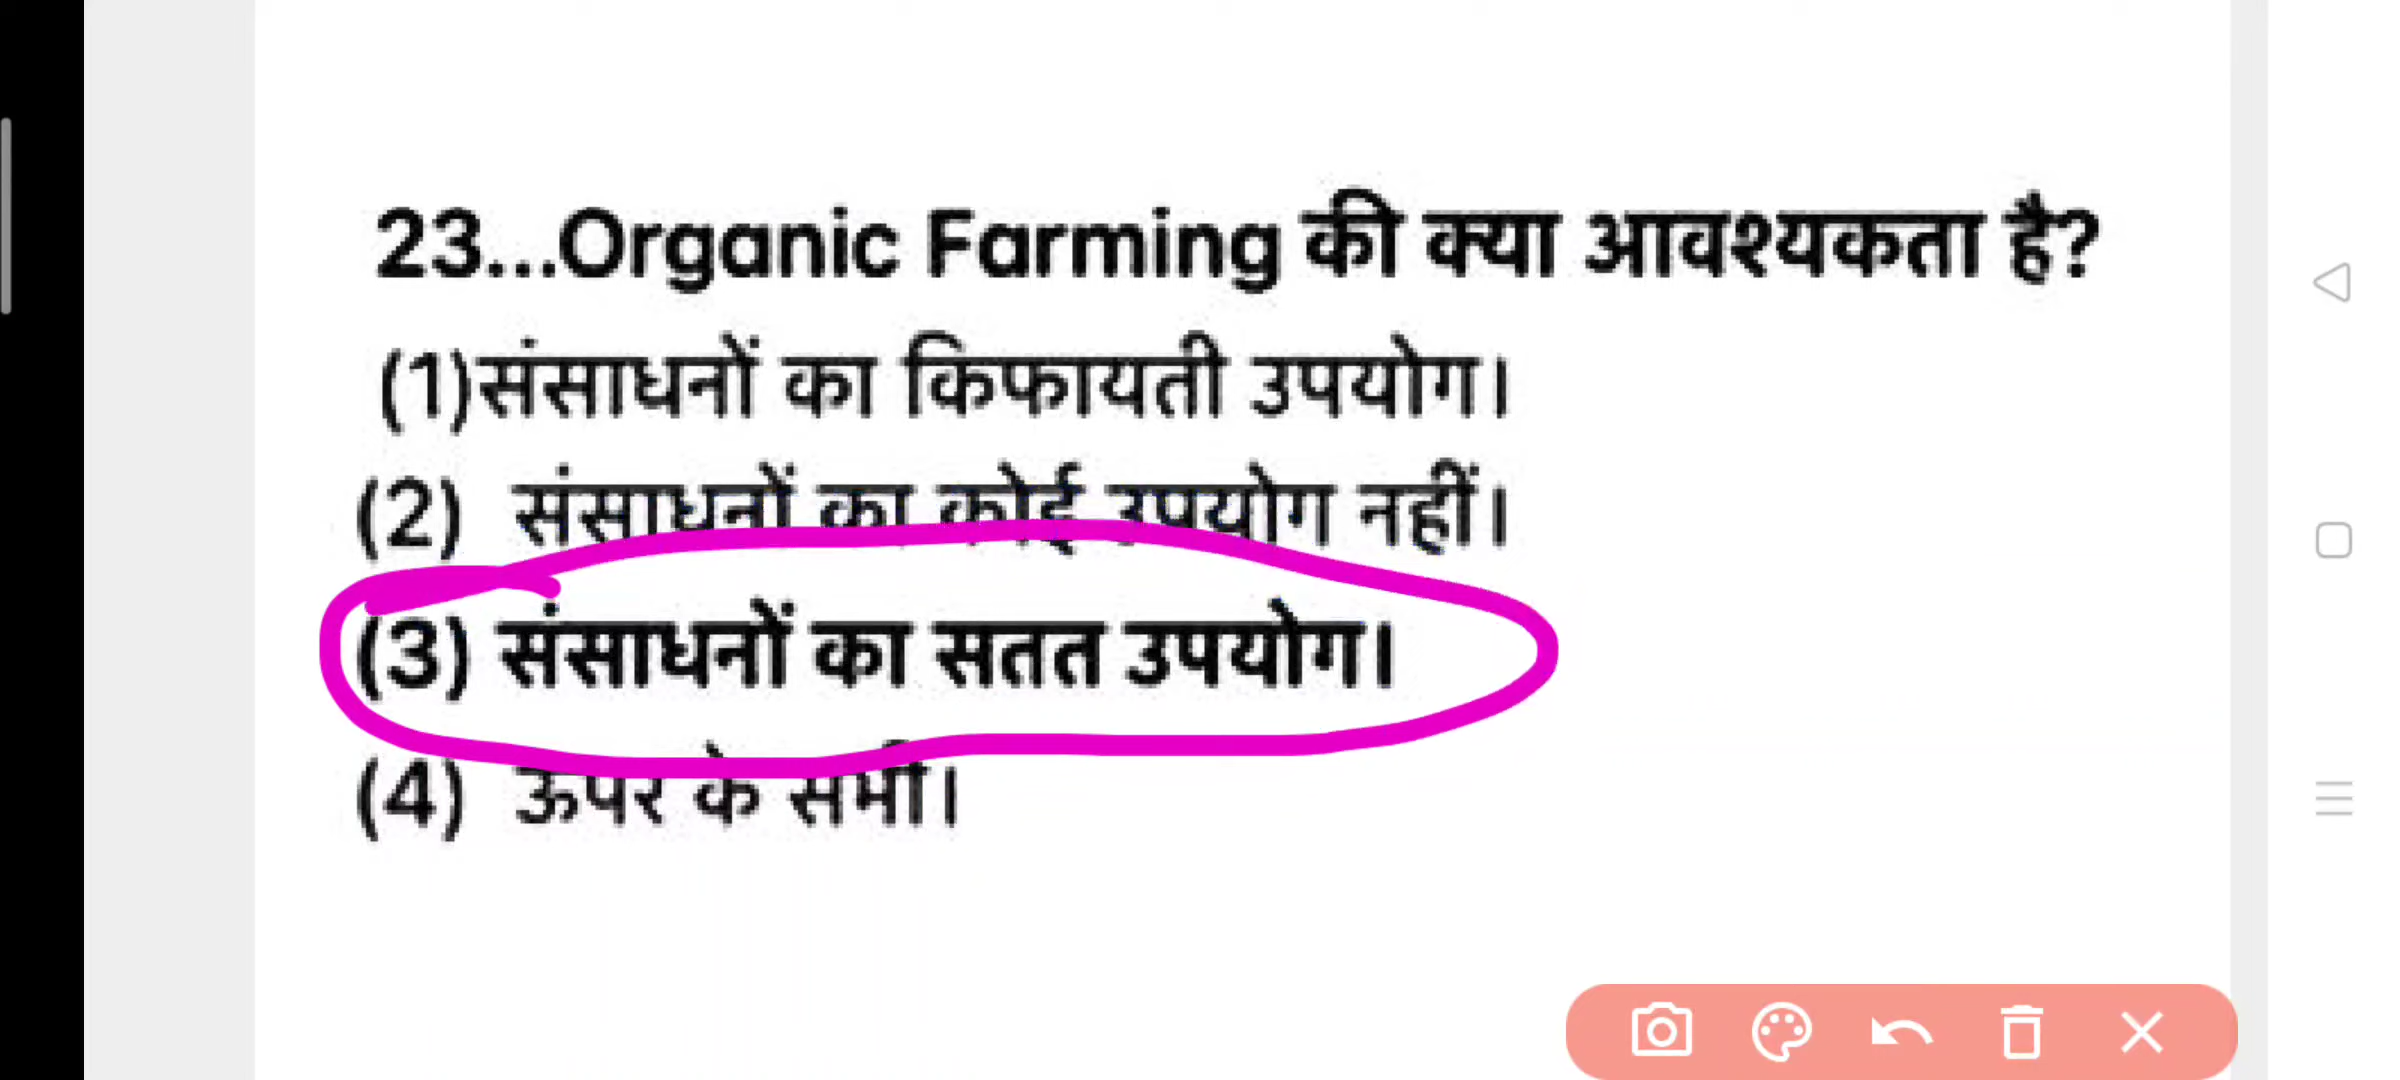 23...Organic Farming की क्या आवश्यकता है?
(1)संसाधनों का किफायती उपयोग।
(2) संसाधनों का कोई उपयोग नहीं।
(3) संसाधनों का सतत उपयोग।
(4) ऊपर के सभी।